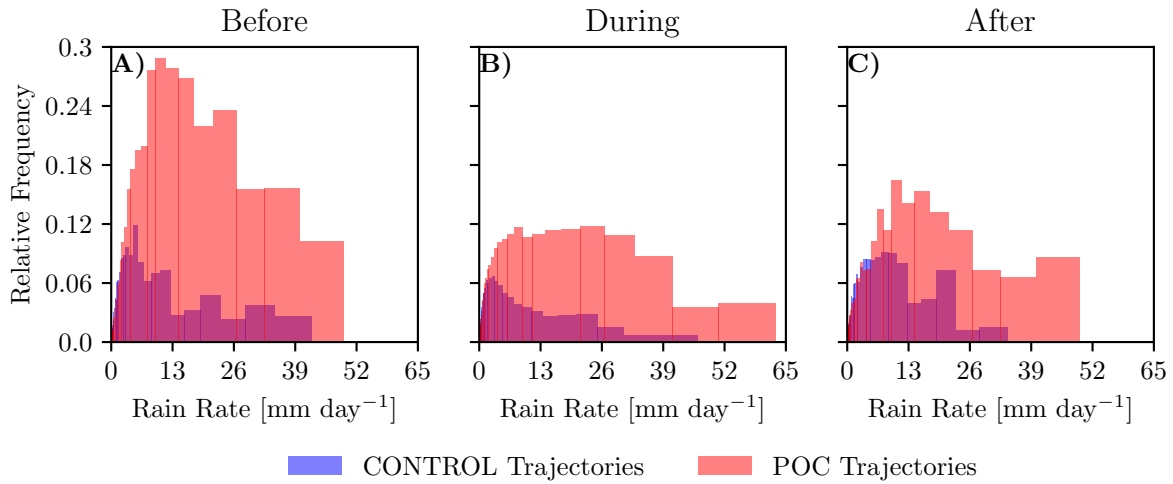 Before During After
A) B) C)
Relative Frequency
0.3
0.24
0.18
0.12
0.06
0.0
0 13 26 39 52 65
0 13 26 39 52 65
0 13 26 39 52 65
Rain Rate [mm day⁻¹] Rain Rate [mm day⁻¹] Rain Rate [mm day⁻¹]
CONTROL Trajectories POC Trajectories